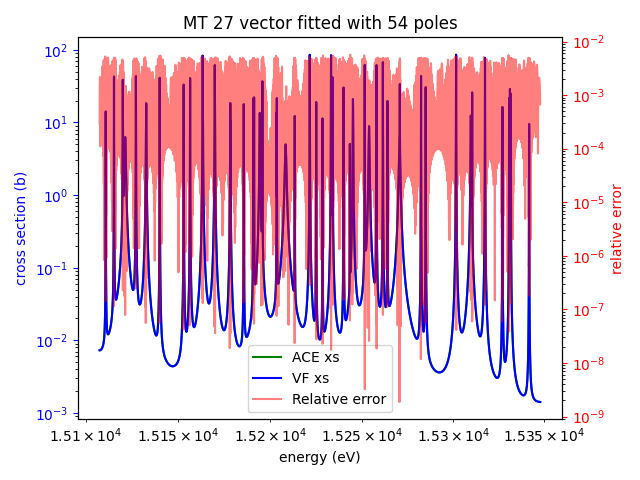 MT 27 vector fitted with 54 poles
10²
10¹
10⁰
10⁻¹
10⁻²
10⁻³
cross section (b)
10⁻²
10⁻³
10⁻⁴
10⁻⁵
10⁻⁶
10⁻⁷
10⁻⁸
10⁻⁹
relative error
ACE xs
VF xs
Relative error
1.51×10⁴ 1.515×10⁴ 1.52×10⁴ 1.525×10⁴ 1.53×10⁴ 1.535×10⁴
energy (eV)